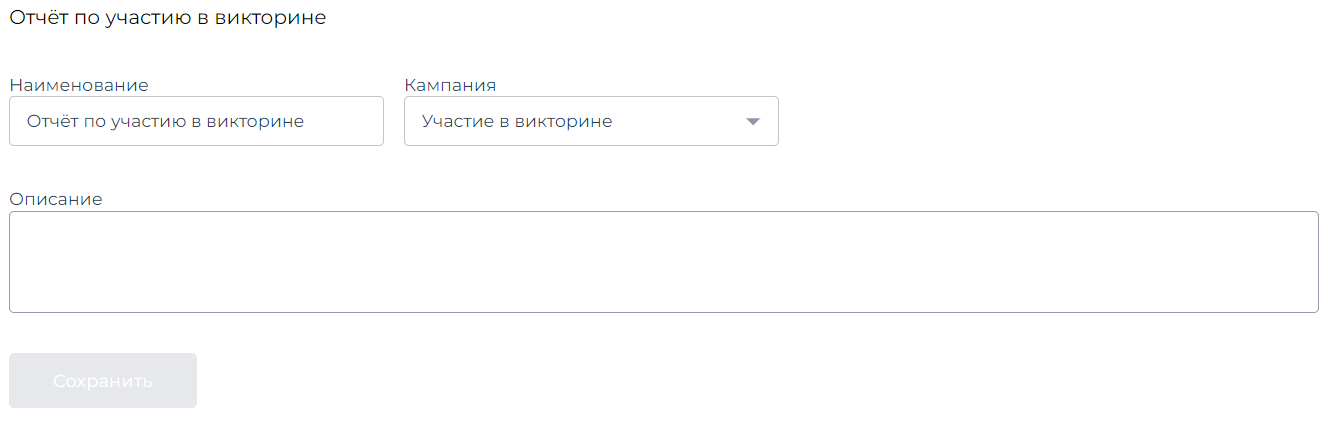 Отчёт по участию в викторине
Наименование
Кампания
Отчёт по участию в викторине
Участие в викторине
Описание
Сохранить